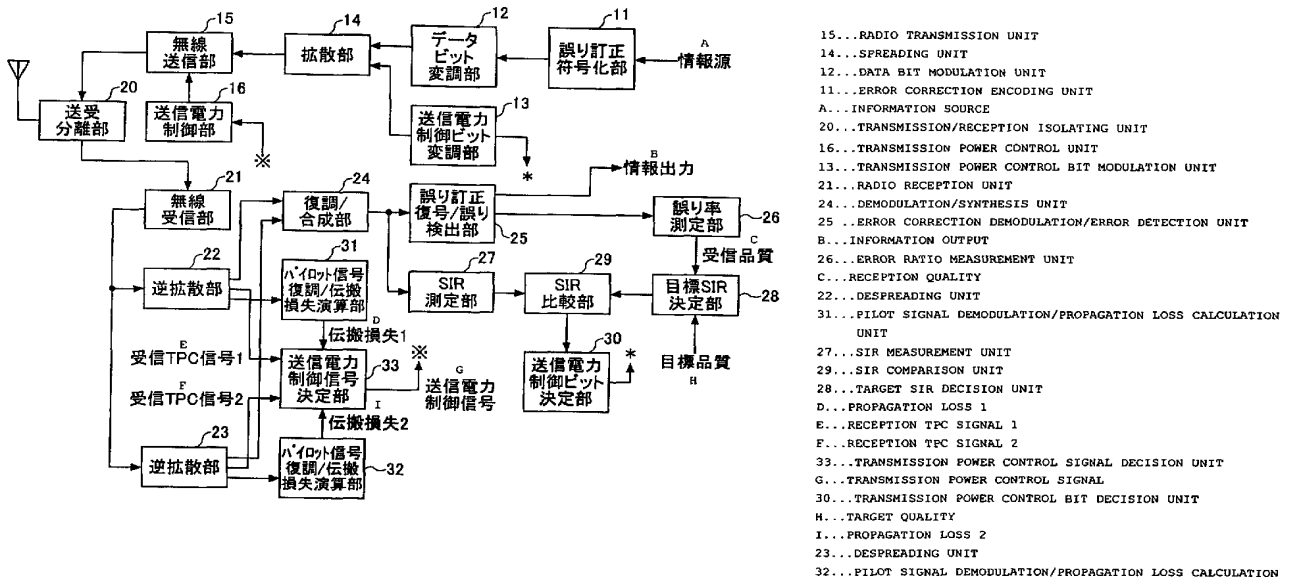 15
無線
送信部
14
拡散部
12
データ
ビット
変調部
11
誤り訂正
符号化部
A
情報源
20
送受
分離部
16
送信電力
制御部
※
13
送信電力
制御ビット
変調部
*
B
情報出力
21
無線
受信部
24
復調/
合成部
誤り訂正
復号/誤り
検出部
25
誤り率
測定部
26
C
受信品質
22
逆拡散部
31
パイロット信号
復調/伝搬
損失演算部
27
SIR
測定部
29
SIR
比較部
目標SIR
決定部
28
D
伝搬損失1
E
受信TPC信号1
F
受信TPC信号2
送信電力
制御信号
決定部
33
※
G
送信電力
制御信号
30
送信電力
制御ビット
決定部
*
目標品質
H
I
伝搬損失2
23
逆拡散部
パイロット信号
復調/伝搬
損失演算部
32
15...RADIO TRANSMISSION UNIT
14...SPREADING UNIT
12...DATA BIT MODULATION UNIT
11...ERROR CORRECTION ENCODING UNIT
A...INFORMATION SOURCE
20...TRANSMISSION/RECEPTION ISOLATING UNIT
16...TRANSMISSION POWER CONTROL UNIT
13...TRANSMISSION POWER CONTROL BIT MODULATION UNIT
21...RADIO RECEPTION UNIT
24...DEMODULATION/SYNTHESIS UNIT
25...ERROR CORRECTION DEMODULATION/ERROR DETECTION UNIT
B...INFORMATION OUTPUT
26...ERROR RATIO MEASUREMENT UNIT
C...RECEPTION QUALITY
22...DESPREADING UNIT
31...PILOT SIGNAL DEMODULATION/PROPAGATION LOSS CALCULATION
UNIT
27...SIR MEASUREMENT UNIT
29...SIR COMPARISON UNIT
28...TARGET SIR DECISION UNIT
D...PROPAGATION LOSS 1
E...RECEPTION TPC SIGNAL 1
F...RECEPTION TPC SIGNAL 2
33...TRANSMISSION POWER CONTROL SIGNAL DECISION UNIT
G...TRANSMISSION POWER CONTROL SIGNAL
30...TRANSMISSION POWER CONTROL BIT DECISION UNIT
H...TARGET QUALITY
I...PROPAGATION LOSS 2
23...DESPREADING UNIT
32...PILOT SIGNAL DEMODULATION/PROPAGATION LOSS CALCULATION